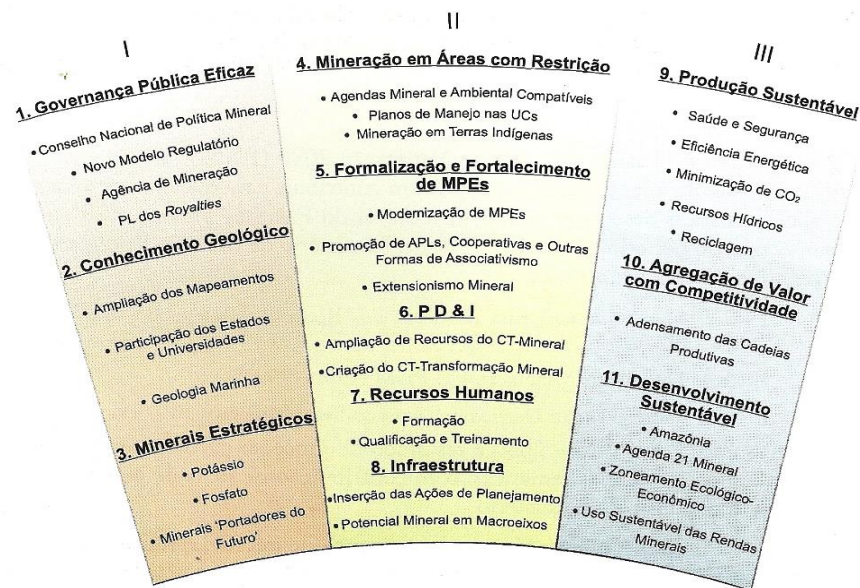 I
1. Governança Pública Eficaz
• Conselho Nacional de Política Mineral
• Novo Modelo Regulatório
• Agência de Mineração
• PL dos Royalties
2. Conhecimento Geológico
• Ampliação dos Mapeamentos
• Participação dos Estados
e Universidades
• Geologia Marinha
3. Minerais Estratégicos
• Potássio
• Fosfato
• Minerais 'Portadores do
Futuro'
II
4. Mineração em Áreas com Restrição
• Agendas Mineral e Ambiental Compatíveis
• Planos de Manejo nas UCs
• Mineração em Terras Indígenas
5. Formalização e Fortalecimento
de MPEs
• Modernização de MPEs
• Promoção de APLs, Cooperativas e Outras
Formas de Associativismo
• Extensionismo Mineral
6. P D & I
• Ampliação de Recursos do CT-Mineral
• Criação do CT-Transformação Mineral
7. Recursos Humanos
• Formação
• Qualificação e Treinamento
8. Infraestrutura
• Inserção das Ações de Planejamento
• Potencial Mineral em Macroeixos
III
9. Produção Sustentável
• Saúde e Segurança
• Eficiência Energética
• Minimização de CO₂
• Recursos Hídricos
• Reciclagem
10. Agregação de Valor
com Competitividade
• Adensamento das Cadeias
Produtivas
11. Desenvolvimento
Sustentável
• Amazônia
• Agenda 21 Mineral
• Zoneamento Ecológico-
Econômico
• Uso Sustentável das Rendas
Minerais